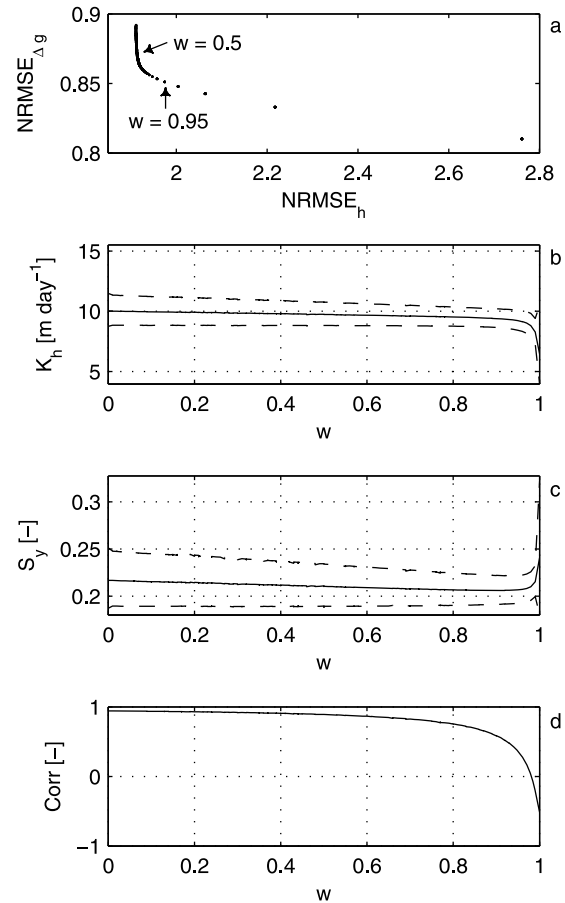 a
0.9
0.85
0.8
NRMSE_Δ g
w = 0.5
w = 0.95
2 2.2 2.4 2.6 2.8
NRMSE_h
b
15
10
5
K_h [m day⁻¹]
0 0.2 0.4 0.6 0.8 1
w
c
0.3
0.25
0.2
S_y [−]
0 0.2 0.4 0.6 0.8 1
w
d
1
0
−1
Corr [−]
0 0.2 0.4 0.6 0.8 1
w